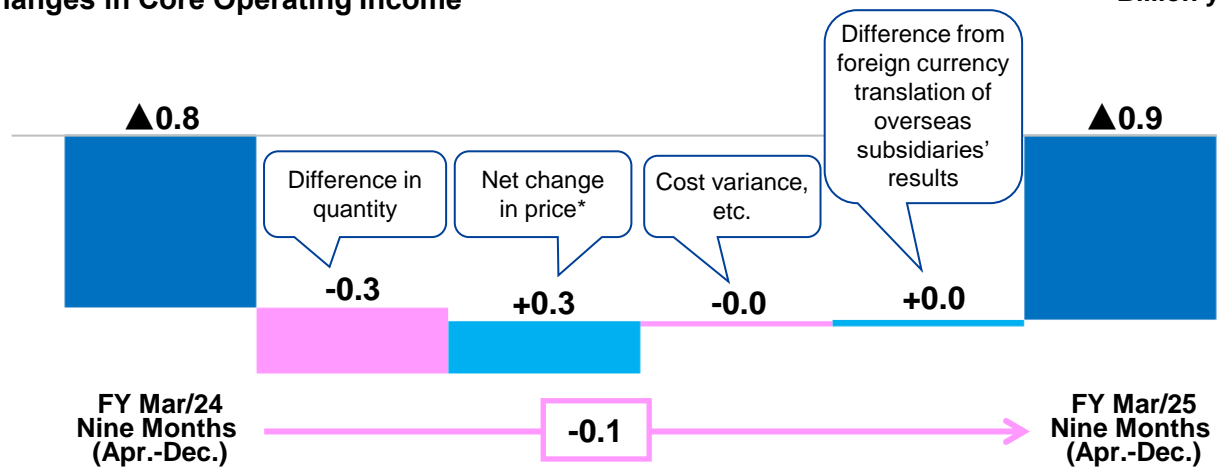 Changes in Core Operating Income
Billion y
▲0.8
Difference in
quantity
-0.3
Net change
in price*
+0.3
Cost variance,
etc.
-0.0
Difference from
foreign currency
translation of
overseas
subsidiaries’
results
+0.0
▲0.9
FY Mar/24
Nine Months
(Apr.-Dec.)
-0.1
FY Mar/25
Nine Months
(Apr.-Dec.)